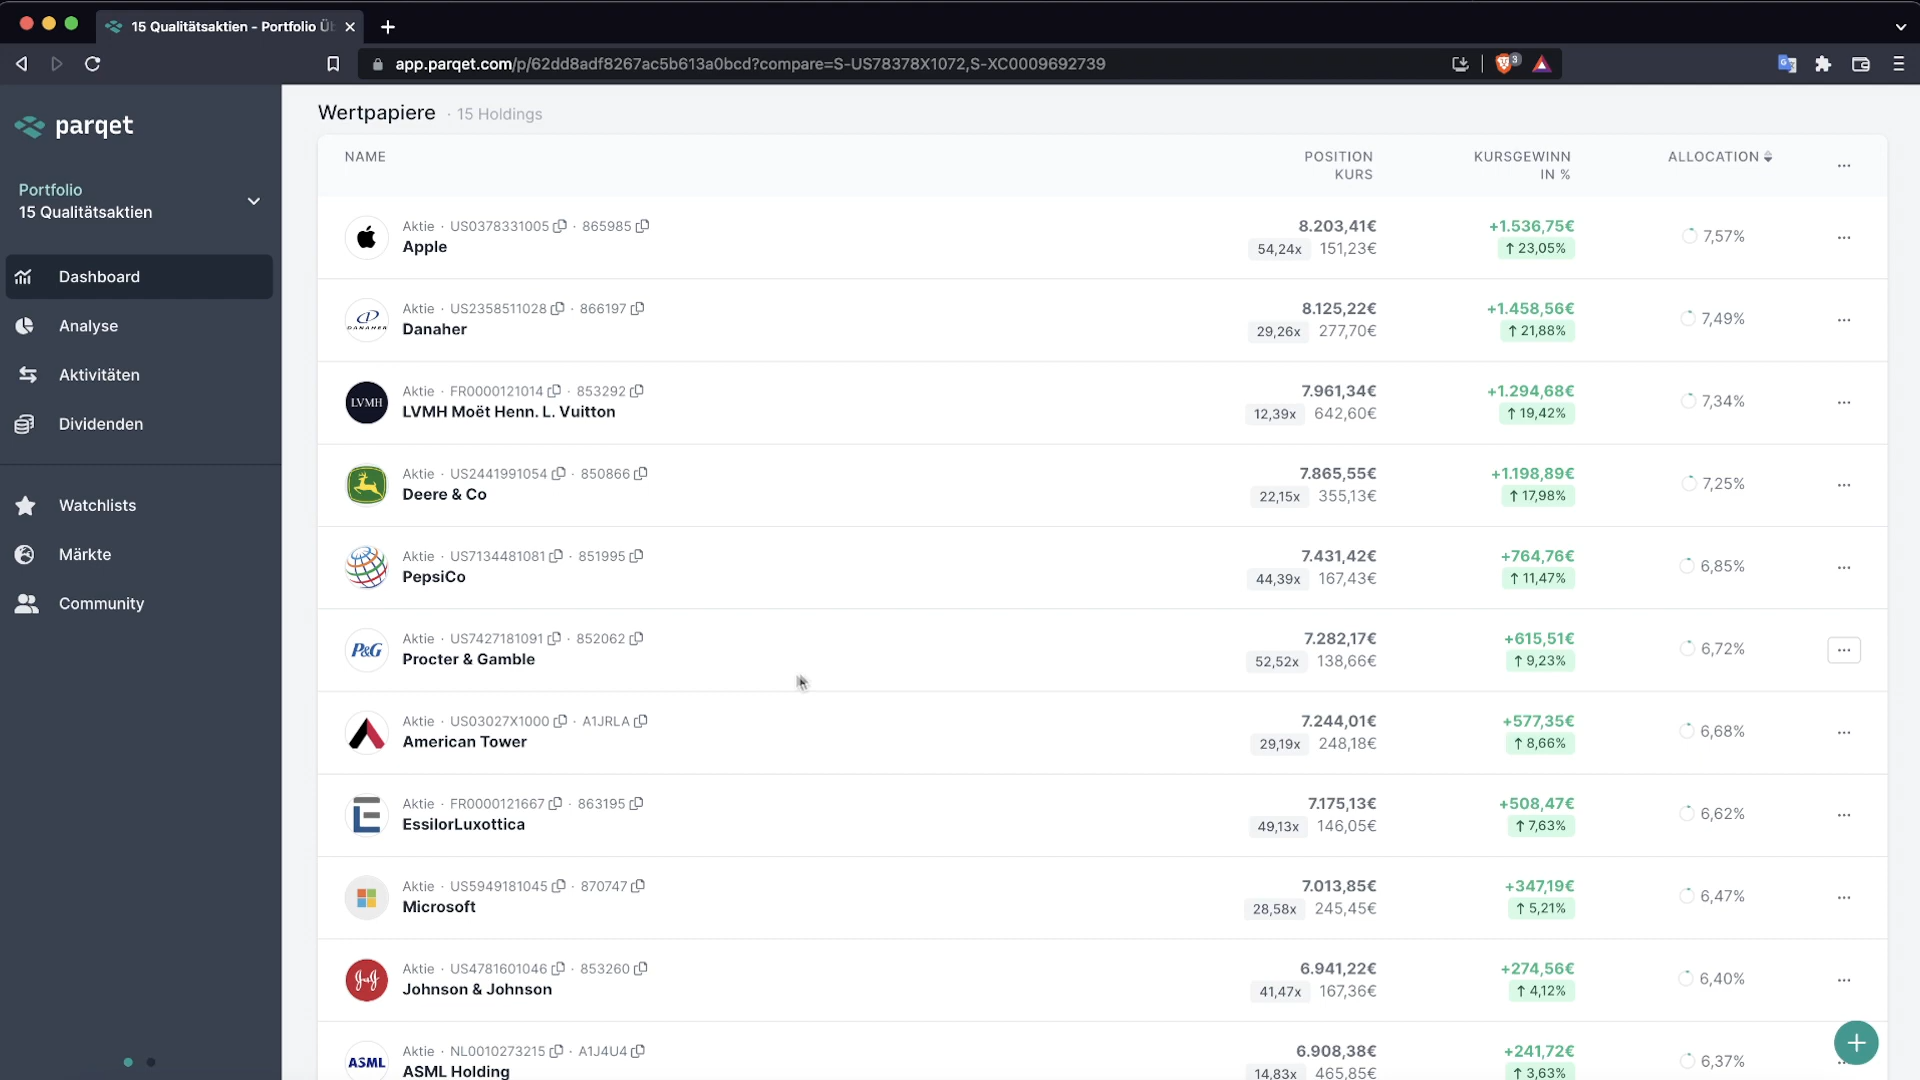 15 Qualitätsaktien - Portfolio Üb
app.parqet.com/p/62dd8adf8267ac5b613a0bcd?compare=S-US78378X1072,S-XC0009692739
3
parqet
Portfolio
15 Qualitätsaktien
Dashboard
Analyse
Aktivitäten
Dividenden
Watchlists
Märkte
Community
Wertpapiere · 15 Holdings
NAME
POSITION
KURS
KURSGEWINN
IN %
ALLOCATION
...
Aktie · US0378331005 · 865985
Apple
8.203,41€
54,24x 151,23€
+1.536,75€
↑ 23,05%
7,57%
...
DANAHER
Aktie · US2358511028 · 866197
Danaher
8.125,22€
29,26x 277,70€
+1.458,56€
↑ 21,88%
7,49%
...
LVMH
Aktie · FR0000121014 · 853292
LVMH Moët Henn. L. Vuitton
7.961,34€
12,39x 642,60€
+1.294,68€
↑ 19,42%
7,34%
...
Aktie · US2441991054 · 850866
Deere & Co
7.865,55€
22,15x 355,13€
+1.198,89€
↑ 17,98%
7,25%
...
Aktie · US7134481081 · 851995
PepsiCo
7.431,42€
44,39x 167,43€
+764,76€
↑ 11,47%
6,85%
...
P&G
Aktie · US7427181091 · 852062
Procter & Gamble
7.282,17€
52,52x 138,66€
+615,51€
↑ 9,23%
6,72%
...
Aktie · US03027X1000 · A1JRLA
American Tower
7.244,01€
29,19x 248,18€
+577,35€
↑ 8,66%
6,68%
...
Aktie · FR0000121667 · 863195
EssilorLuxottica
7.175,13€
49,13x 146,05€
+508,47€
↑ 7,63%
6,62%
...
Aktie · US5949181045 · 870747
Microsoft
7.013,85€
28,58x 245,45€
+347,19€
↑ 5,21%
6,47%
...
J&J
Aktie · US4781601046 · 853260
Johnson & Johnson
6.941,22€
41,47x 167,36€
+274,56€
↑ 4,12%
6,40%
...
ASML
Aktie · NL0010273215 · A1J4U4
ASML Holding
6.908,38€
14,83x 465,85€
+241,72€
↑ 3,63%
6,37%